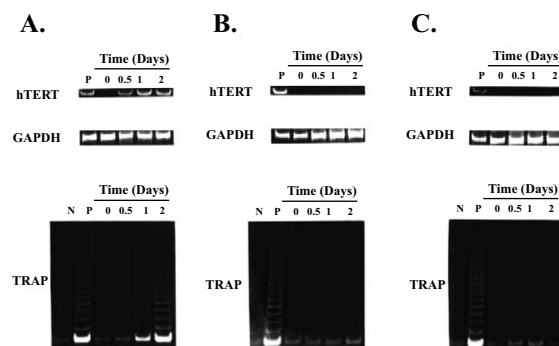 A.
Time (Days)
P 0 0.5 1 2
hTERT
GAPDH
Time (Days)
N P 0 0.5 1 2
TRAP
B.
Time (Days)
P 0 0.5 1 2
hTERT
GAPDH
Time (Days)
N P 0 0.5 1 2
TRAP
C.
Time (Days)
P 0 0.5 1 2
hTERT
GAPDH
Time (Days)
N P 0 0.5 1 2
TRAP